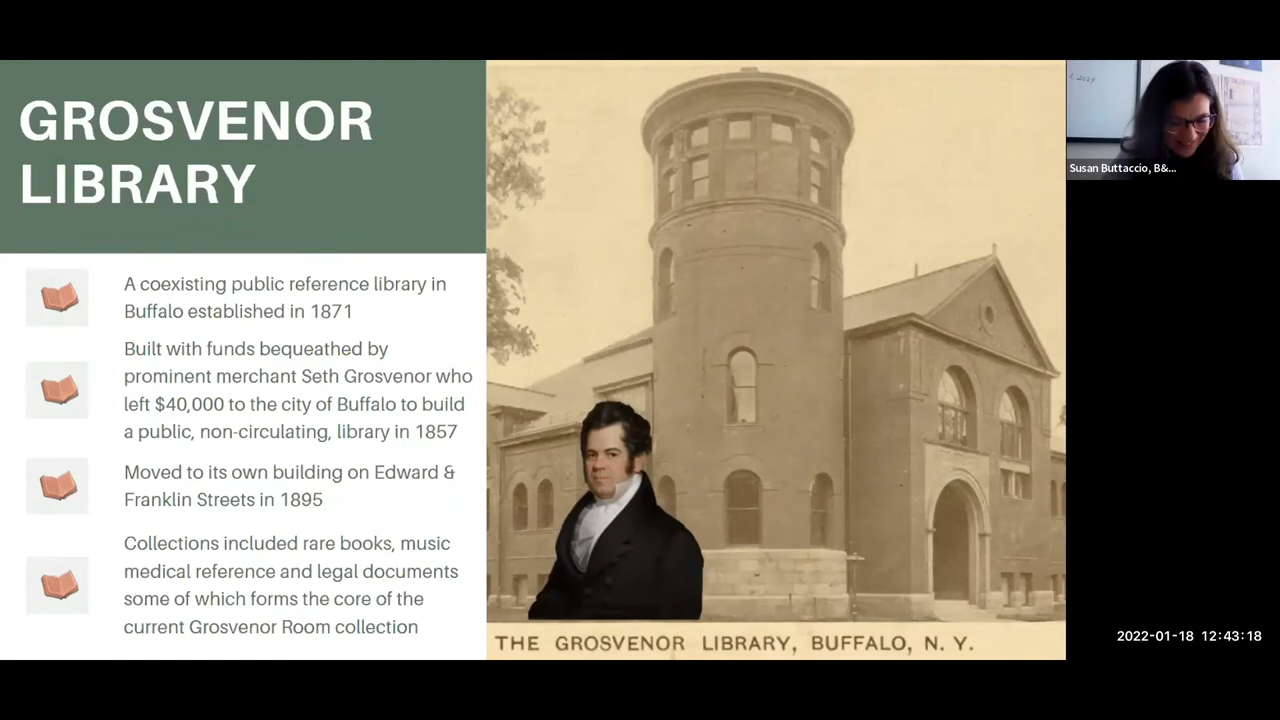 GROSVENOR
LIBRARY
A coexisting public reference library in
Buffalo established in 1871
Built with funds bequeathed by
prominent merchant Seth Grosvenor who
left $40,000 to the city of Buffalo to build
a public, non-circulating, library in 1857
Moved to its own building on Edward &
Franklin Streets in 1895
Collections included rare books, music
medical reference and legal documents
some of which forms the core of the
current Grosvenor Room collection
THE GROSVENOR LIBRARY, BUFFALO, N. Y.
Susan Buttaccio, B&...
2022-01-18 12:43:18